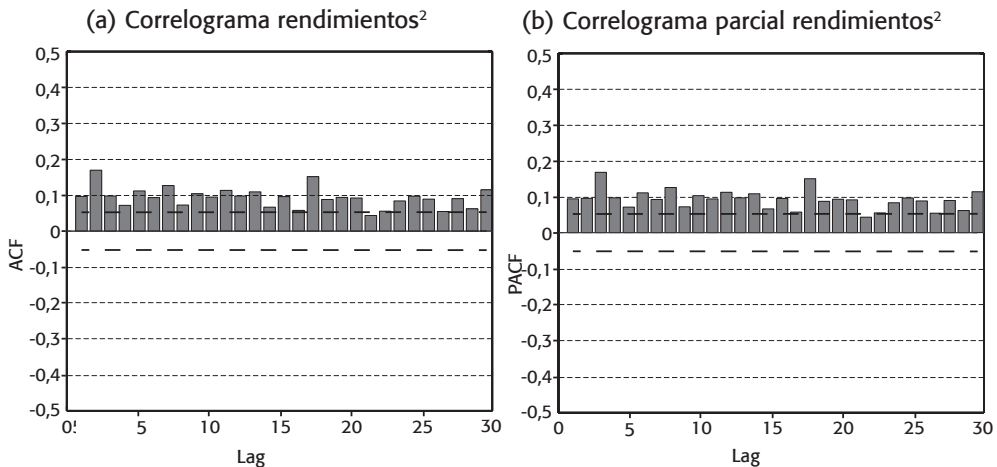 (a) Correlograma rendimientos²
0,5
0,4
0,3
0,2
0,1
0
-0,1
-0,2
-0,3
-0,4
-0,5
ACF
0 5 10 15 20 25 30
Lag
(b) Correlograma parcial rendimientos²
0,5
0,4
0,3
0,2
0,1
0
-0,1
-0,2
-0,3
-0,4
-0,5
PACF
0 5 10 15 20 25 30
Lag